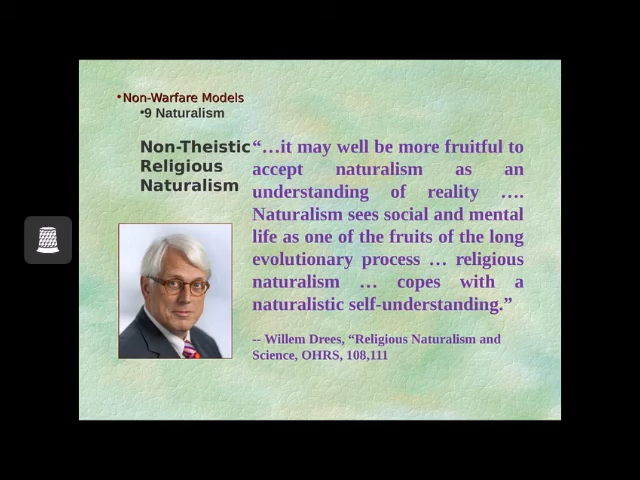 •Non-Warfare Models
•9 Naturalism
Non-Theistic
Religious
Naturalism
“…it may well be more fruitful to
accept naturalism as an
understanding of reality ….
Naturalism sees social and mental
life as one of the fruits of the long
evolutionary process … religious
naturalism … copes with a
naturalistic self-understanding.”
-- Willem Drees, “Religious Naturalism and
Science, OHRS, 108,111